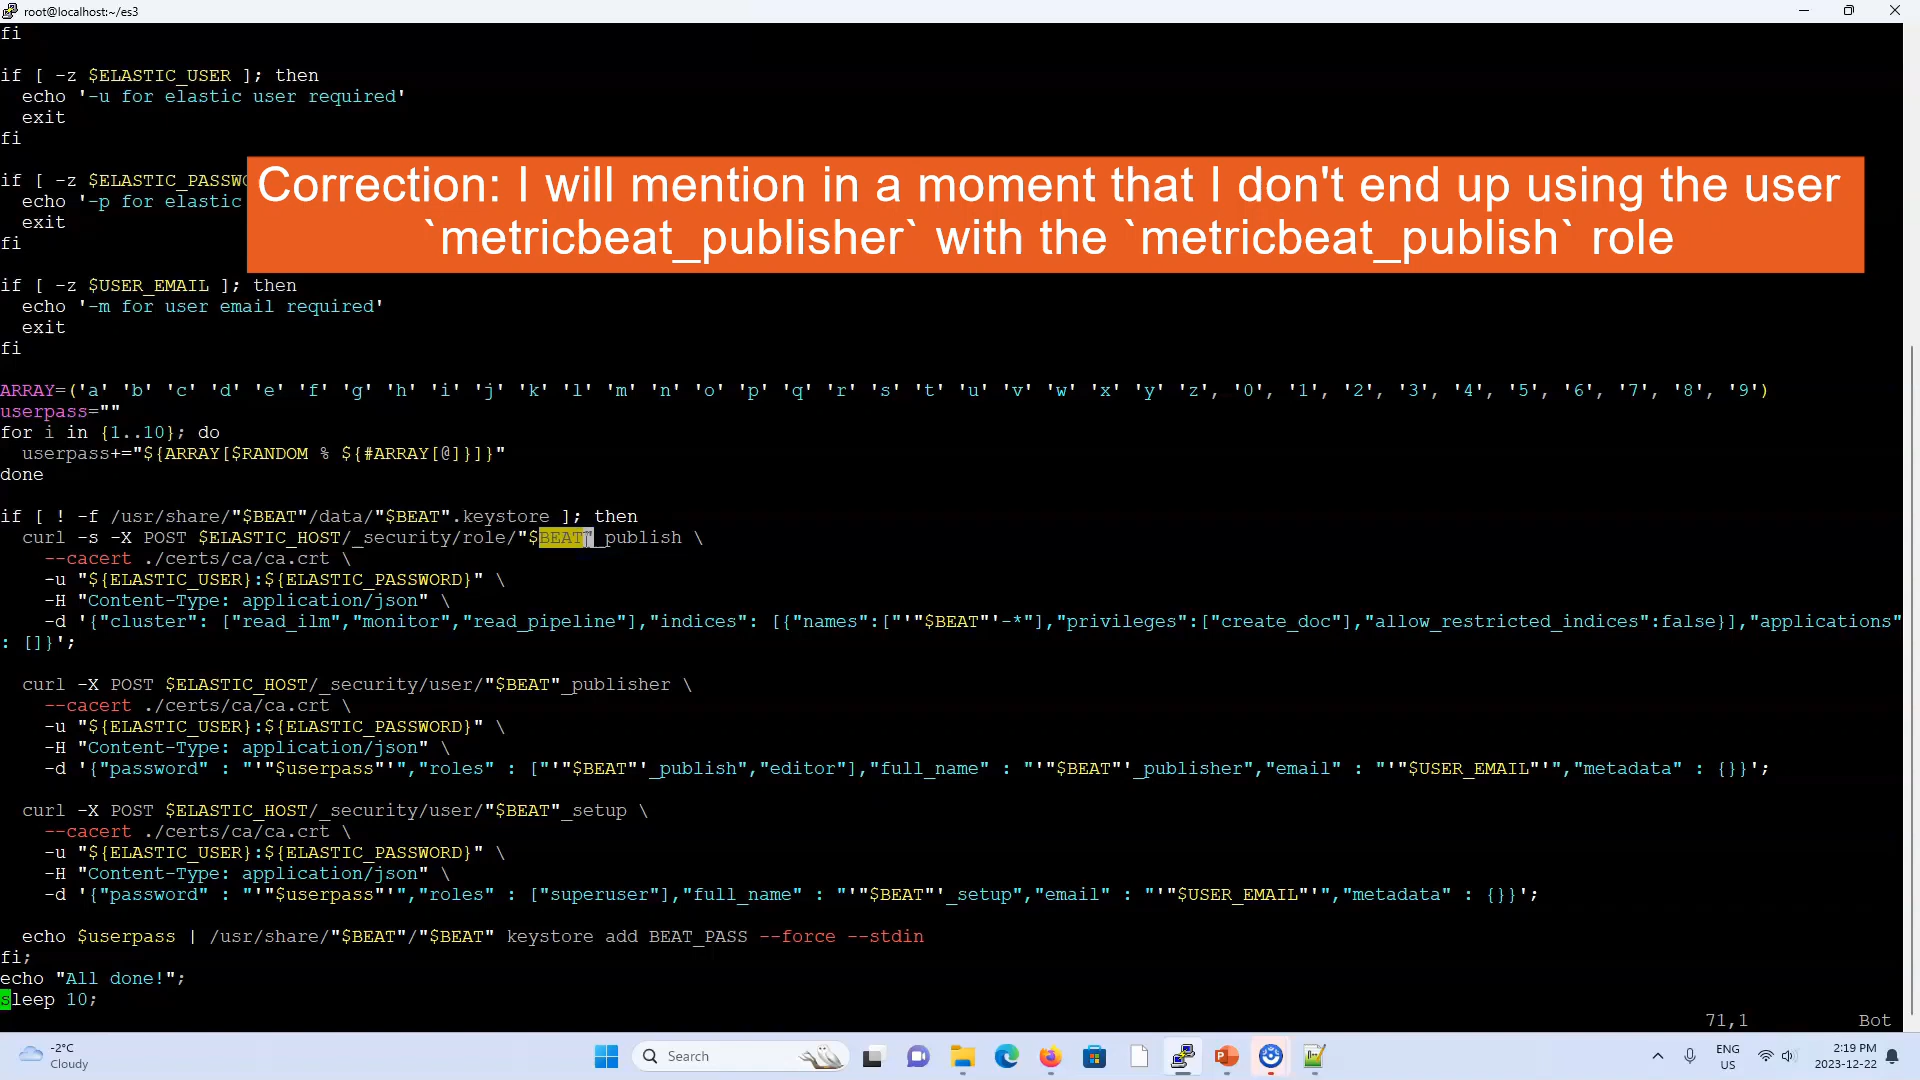 root@localhost:~/es3
fi
if [ -z $ELASTIC_USER ]; then
  echo '-u for elastic user required'
  exit
fi
if [ -z $ELASTIC_PASSWO
  echo '-p for elastic
  exit
fi
Correction: I will mention in a moment that I don't end up using the user
`metricbeat_publisher` with the `metricbeat_publish` role
if [ -z $USER_EMAIL ]; then
  echo '-m for user email required'
  exit
fi
ARRAY=('a' 'b' 'c' 'd' 'e' 'f' 'g' 'h' 'i' 'j' 'k' 'l' 'm' 'n' 'o' 'p' 'q' 'r' 's' 't' 'u' 'v' 'w' 'x' 'y' 'z', '0', '1', '2', '3', '4', '5', '6', '7', '8', '9')
userpass=""
for i in {1..10}; do
  userpass+="${ARRAY[$RANDOM % ${#ARRAY[@]}]}"
done
if [ ! -f /usr/share/"$BEAT"/data/"$BEAT".keystore ]; then
  curl -s -X POST $ELASTIC_HOST/_security/role/"$BEAT"_publish \
    --cacert ./certs/ca/ca.crt \
    -u "${ELASTIC_USER}:${ELASTIC_PASSWORD}" \
    -H "Content-Type: application/json" \
    -d '{"cluster": ["read_ilm","monitor","read_pipeline"],"indices": [{"names":["'"$BEAT"'-*"],"privileges":["create_doc"],"allow_restricted_indices":false}],"applications"
: []}';
  curl -X POST $ELASTIC_HOST/_security/user/"$BEAT"_publisher \
    --cacert ./certs/ca/ca.crt \
    -u "${ELASTIC_USER}:${ELASTIC_PASSWORD}" \
    -H "Content-Type: application/json" \
    -d '{"password" : "'"$userpass"'","roles" : ["'"$BEAT"'_publish","editor"],"full_name" : "'"$BEAT"'_publisher","email" : "'"$USER_EMAIL"'","metadata" : {}}';
  curl -X POST $ELASTIC_HOST/_security/user/"$BEAT"_setup \
    --cacert ./certs/ca/ca.crt \
    -u "${ELASTIC_USER}:${ELASTIC_PASSWORD}" \
    -H "Content-Type: application/json" \
    -d '{"password" : "'"$userpass"'","roles" : ["superuser"],"full_name" : "'"$BEAT"'_setup","email" : "'"$USER_EMAIL"'","metadata" : {}}';
  echo $userpass | /usr/share/"$BEAT"/"$BEAT" keystore add BEAT_PASS --force --stdin
fi;
echo "All done!";
sleep 10;
71,1 Bot
-2°C
Cloudy
Search
ENG
US
2:19 PM
2023-12-22